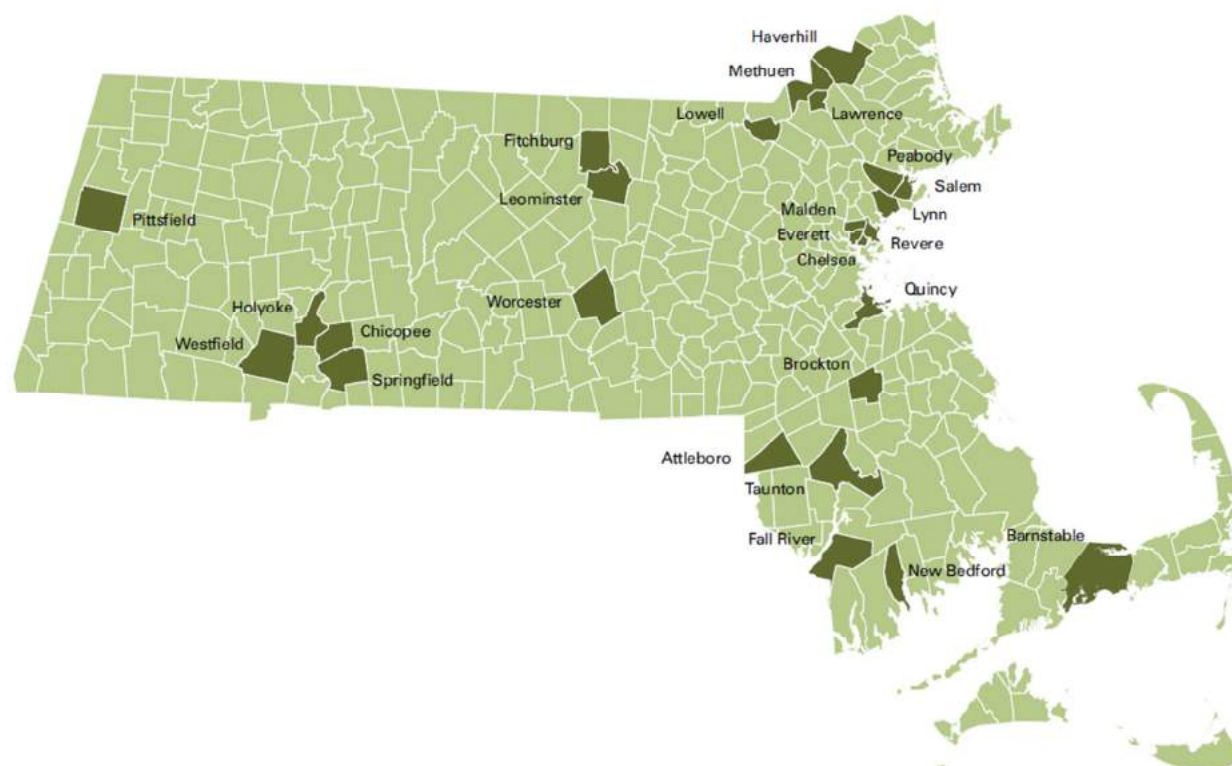 Haverhill
Methuen
Lowell
Lawrence
Fitchburg
Peabody
Salem
Leominster
Malden
Lynn
Pittsfield
Everett
Revere
Chelsea
Quincy
Worcester
Holyoke
Chicopee
Westfield
Brockton
Springfield
Attleboro
Taunton
Barnstable
Fall River
New Bedford